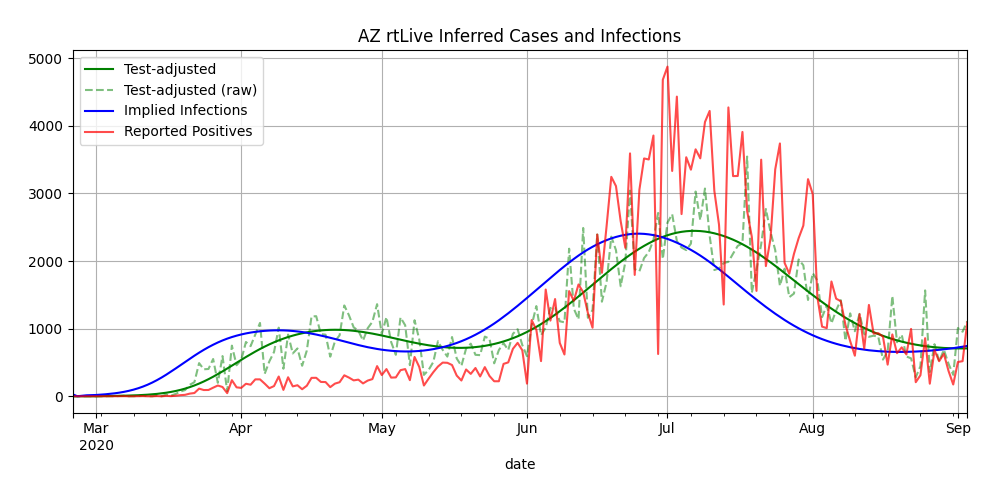 AZ rtLive Inferred Cases and Infections
Test-adjusted
Test-adjusted (raw)
Implied Infections
Reported Positives
5000
4000
3000
2000
1000
0
Mar Apr May Jun Jul Aug Sep
2020
date